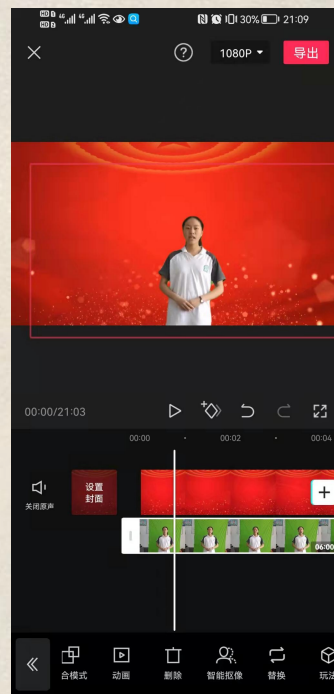 30% 21:09
1080P 导出
00:00/21:03
00:00 00:02 00:04
关闭原声
设置
封面
06:00
合模式 动画 删除 智能抠像 替换 玩法